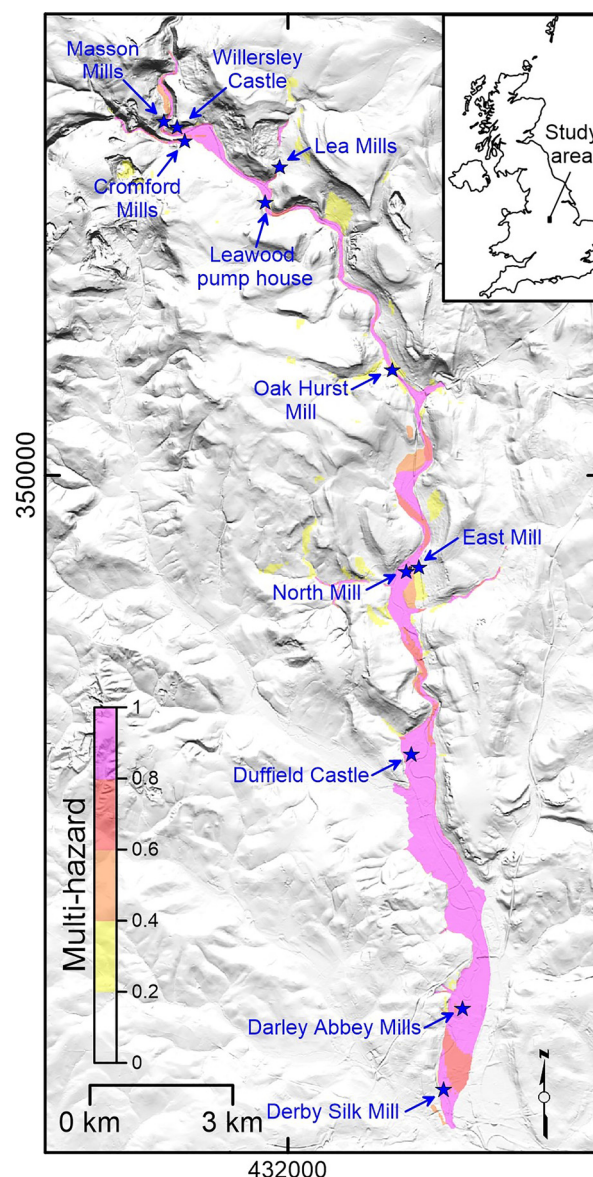 Masson
Mills
Willersley
Castle
Study
area
Lea Mills
Cromford
Mills
Leawood
pump house
Oak Hurst
Mill
350000
East Mill
North Mill
1
Duffield Castle
0.8
Multi-hazard
0.6
0.4
0.2
Darley Abbey Mills
0
N
0 km
3 km
Derby Silk Mill
432000